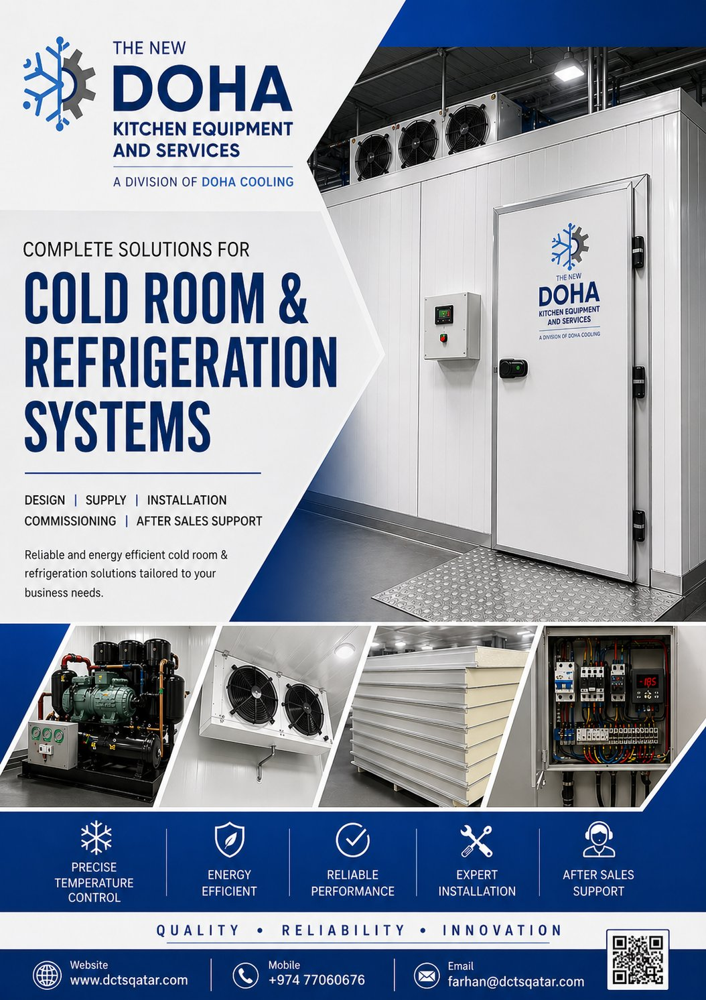 THE NEW
DOHA
KITCHEN EQUIPMENT
AND SERVICES
A DIVISION OF DOHA COOLING
COMPLETE SOLUTIONS FOR
COLD ROOM &
REFRIGERATION
SYSTEMS
DESIGN | SUPPLY | INSTALLATION
COMMISSIONING | AFTER SALES SUPPORT
Reliable and energy efficient cold room &
refrigeration solutions tailored to your
business needs.
THE NEW
DOHA
KITCHEN EQUIPMENT
AND SERVICES
A DIVISION OF DOHA COOLING
-18.5
PRECISE
TEMPERATURE
CONTROL
ENERGY
EFFICIENT
RELIABLE
PERFORMANCE
EXPERT
INSTALLATION
AFTER SALES
SUPPORT
QUALITY • RELIABILITY • INNOVATION
Website
www.dctsqatar.com
Mobile
+974 77060676
Email
farhan@dctsqatar.com